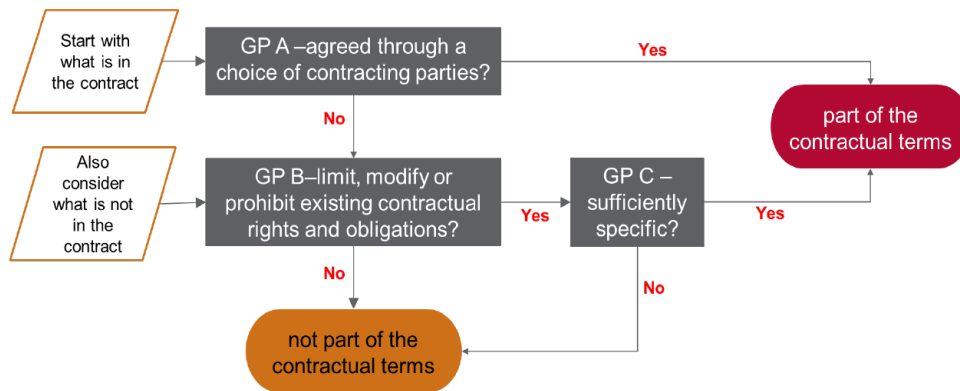 Start with
what is in
the contract
GP A –agreed through a
choice of contracting parties?
Yes
part of the
contractual terms
No
Also
consider
what is not
in the
contract
GP B–limit, modify or
prohibit existing contractual
rights and obligations?
Yes
GP C –
sufficiently
specific?
Yes
No
No
not part of the
contractual terms